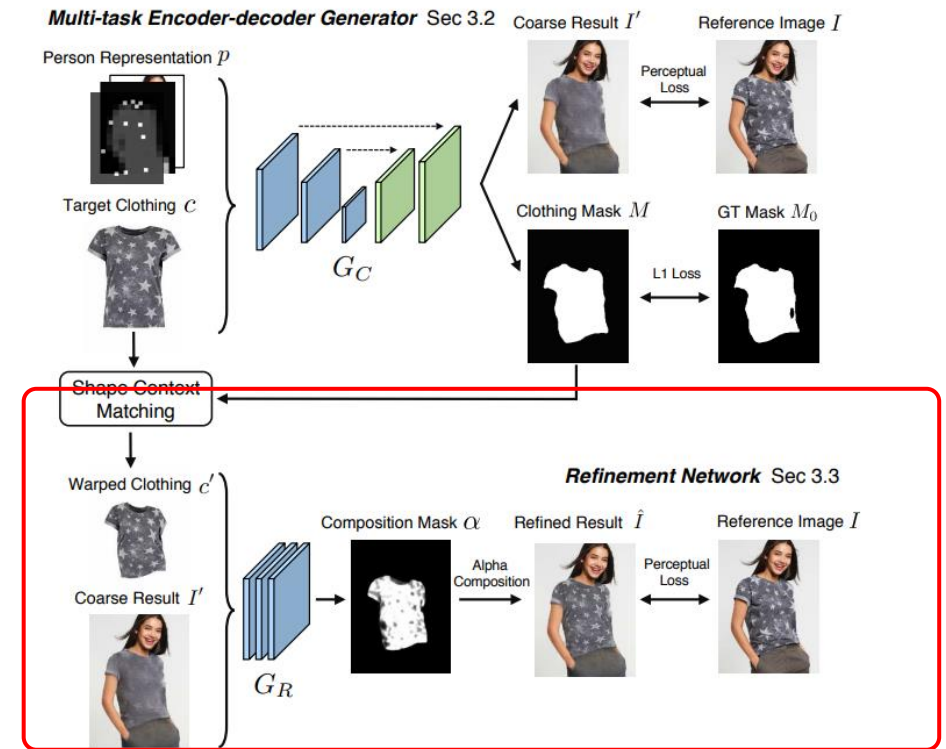 Multi-task Encoder-decoder Generator Sec 3.2
Person Representation p
Target Clothing c
G_C
Coarse Result I′
Reference Image I
Perceptual
Loss
Clothing Mask M
GT Mask M_0
L1 Loss
Shape Context
Matching
Refinement Network Sec 3.3
Warped Clothing c′
Coarse Result I′
G_R
Composition Mask α
Alpha
Composition
Refined Result Î
Reference Image I
Perceptual
Loss